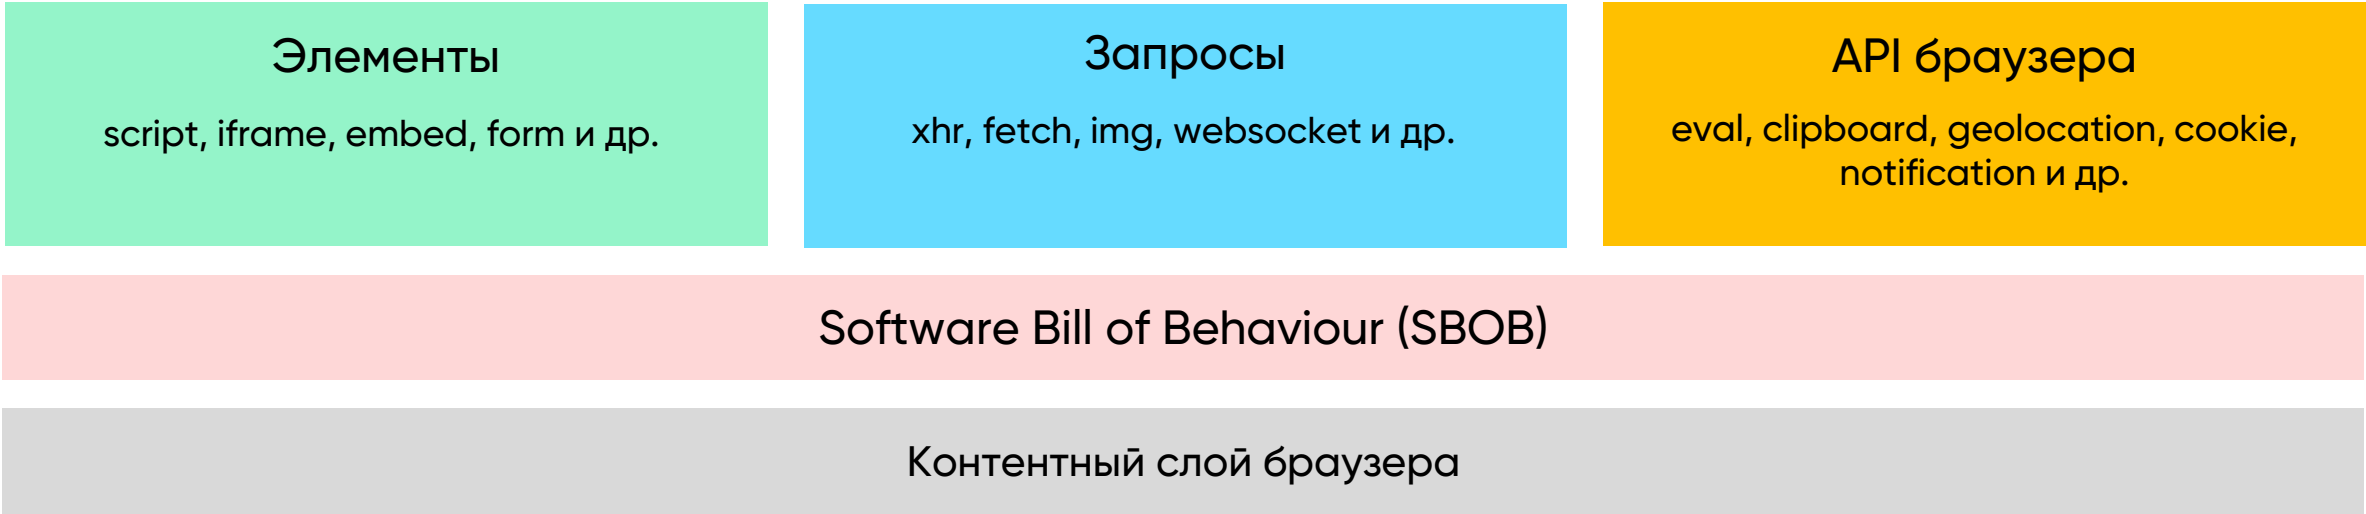 Элементы
script, iframe, embed, form и др.
Запросы
xhr, fetch, img, websocket и др.
API браузера
eval, clipboard, geolocation, cookie,
notification и др.
Software Bill of Behaviour (SBOB)
Контентный слой браузера